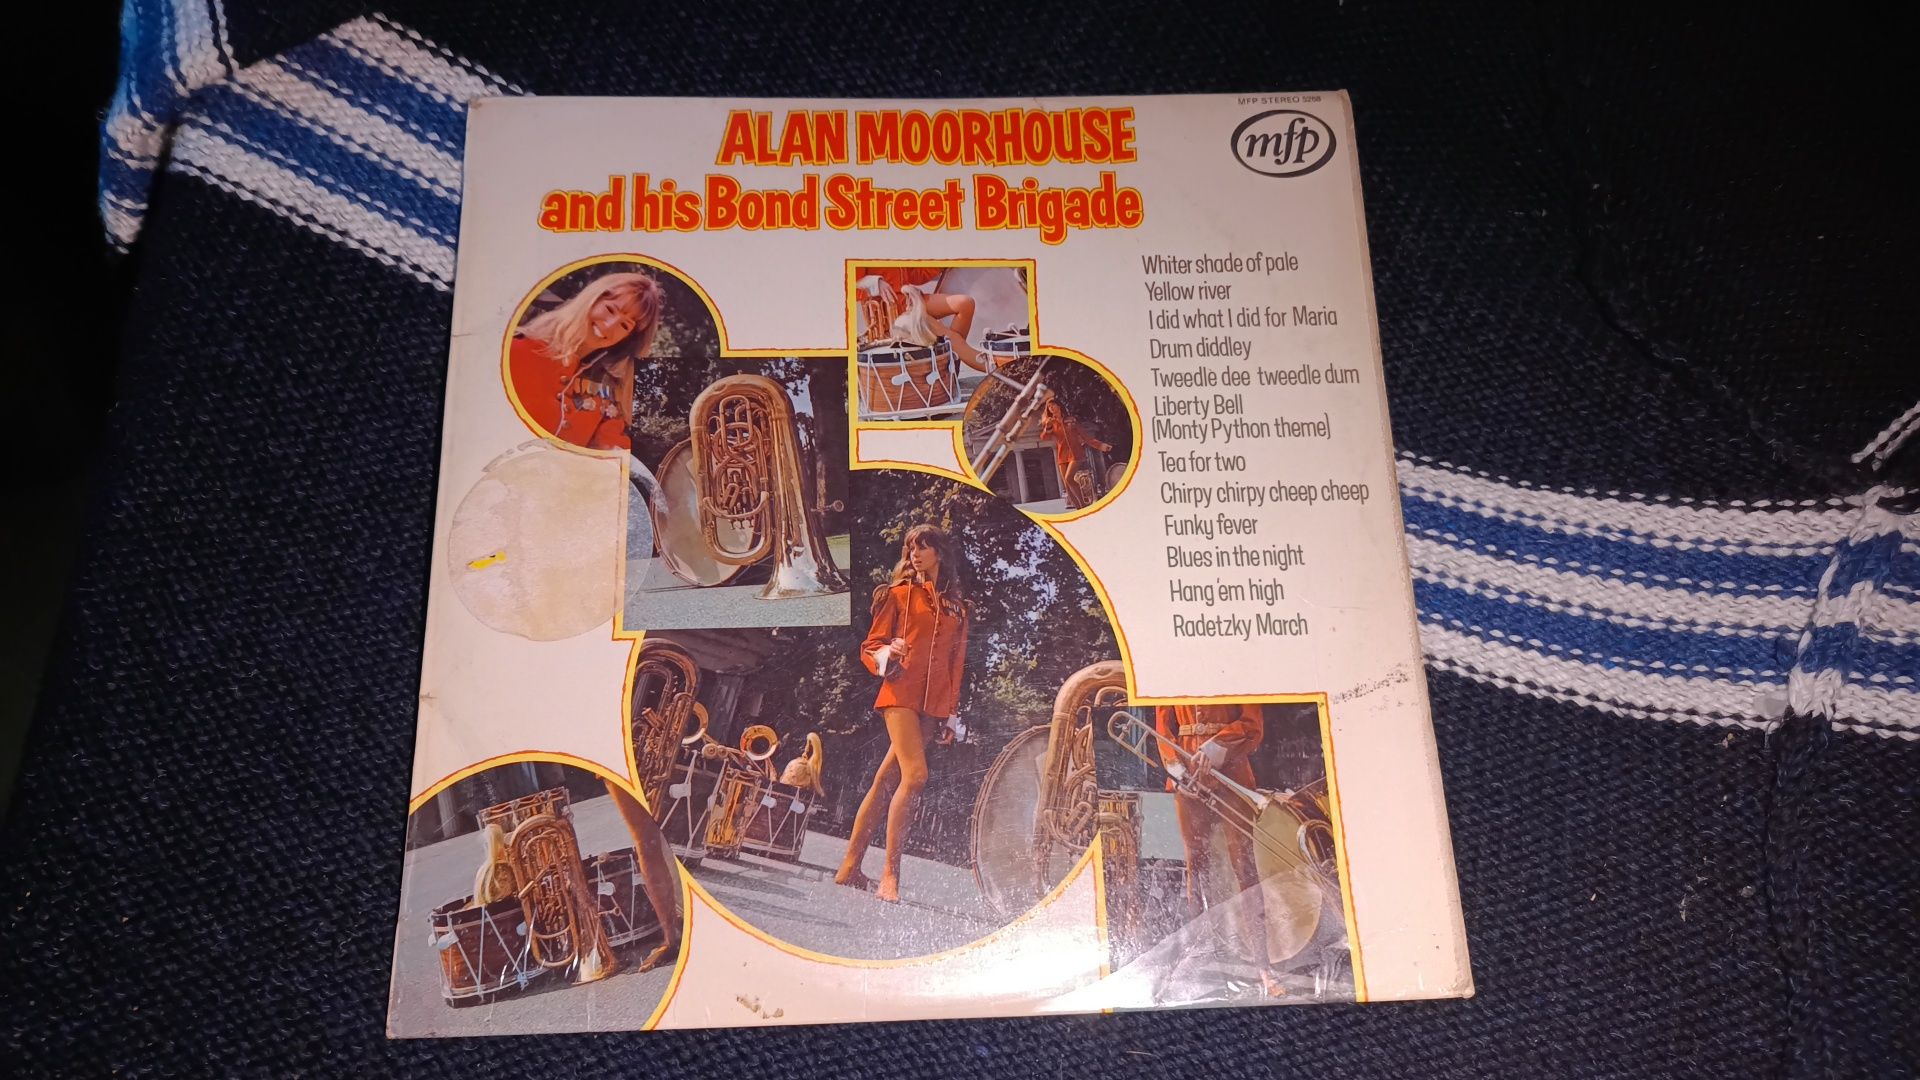 MFP STEREO 5268
mfp
ALAN MOORHOUSE
and his Bond Street Brigade
Whiter shade of pale
Yellow river
I did what I did for Maria
Drum diddley
Tweedle dee tweedle dum
Liberty Bell
(Monty Python theme)
Tea for two
Chirpy chirpy cheep cheep
Funky fever
Blues in the night
Hang 'em high
Radetzky March